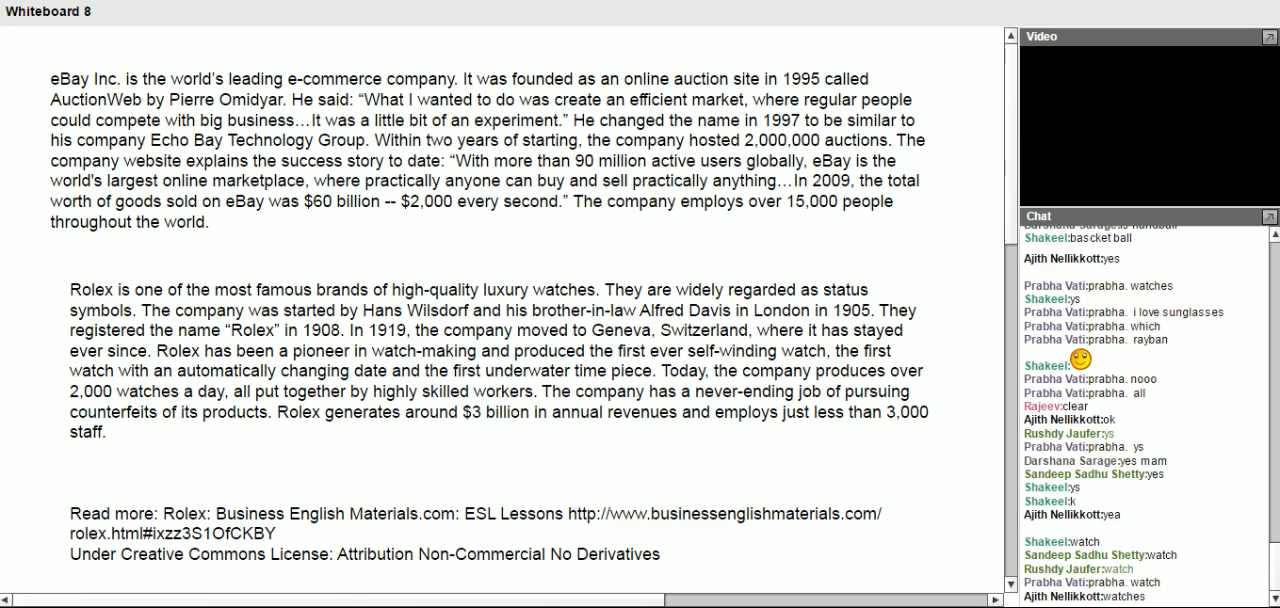 Whiteboard 8
eBay Inc. is the world's leading e-commerce company. It was founded as an online auction site in 1995 called
AuctionWeb by Pierre Omidyar. He said: “What I wanted to do was create an efficient market, where regular people
could compete with big business…It was a little bit of an experiment.” He changed the name in 1997 to be similar to
his company Echo Bay Technology Group. Within two years of starting, the company hosted 2,000,000 auctions. The
company website explains the success story to date: “With more than 90 million active users globally, eBay is the
world's largest online marketplace, where practically anyone can buy and sell practically anything…In 2009, the total
worth of goods sold on eBay was $60 billion -- $2,000 every second.” The company employs over 15,000 people
throughout the world.
Rolex is one of the most famous brands of high-quality luxury watches. They are widely regarded as status
symbols. The company was started by Hans Wilsdorf and his brother-in-law Alfred Davis in London in 1905. They
registered the name “Rolex” in 1908. In 1919, the company moved to Geneva, Switzerland, where it has stayed
ever since. Rolex has been a pioneer in watch-making and produced the first ever self-winding watch, the first
watch with an automatically changing date and the first underwater time piece. Today, the company produces over
2,000 watches a day, all put together by highly skilled workers. The company has a never-ending job of pursuing
counterfeits of its products. Rolex generates around $3 billion in annual revenues and employs just less than 3,000
staff.
Read more: Rolex: Business English Materials.com: ESL Lessons http://www.businessenglishmaterials.com/
rolex.html#ixzz3S1OfCKBY
Under Creative Commons License: Attribution Non-Commercial No Derivatives
Video
Chat
Shakeel:bascket ball
Ajith Nellikkott:yes
Prabha Vati:prabha. watches
Shakeel:ys
Prabha Vati:prabha. i love sunglasses
Prabha Vati:prabha. which
Prabha Vati:prabha. rayban
Shakeel:
Prabha Vati:prabha. nooo
Prabha Vati:prabha. all
Rajeev:clear
Ajith Nellikkott:ok
Rushdy Jaufer:ys
Prabha Vati:prabha. ys
Darshana Sarage:yes mam
Sandeep Sadhu Shetty:yes
Shakeel:ys
Shakeel:k
Ajith Nellikkott:yea
Shakeel:watch
Sandeep Sadhu Shetty:watch
Rushdy Jaufer:watch
Prabha Vati:prabha. watch
Ajith Nellikkott:watches